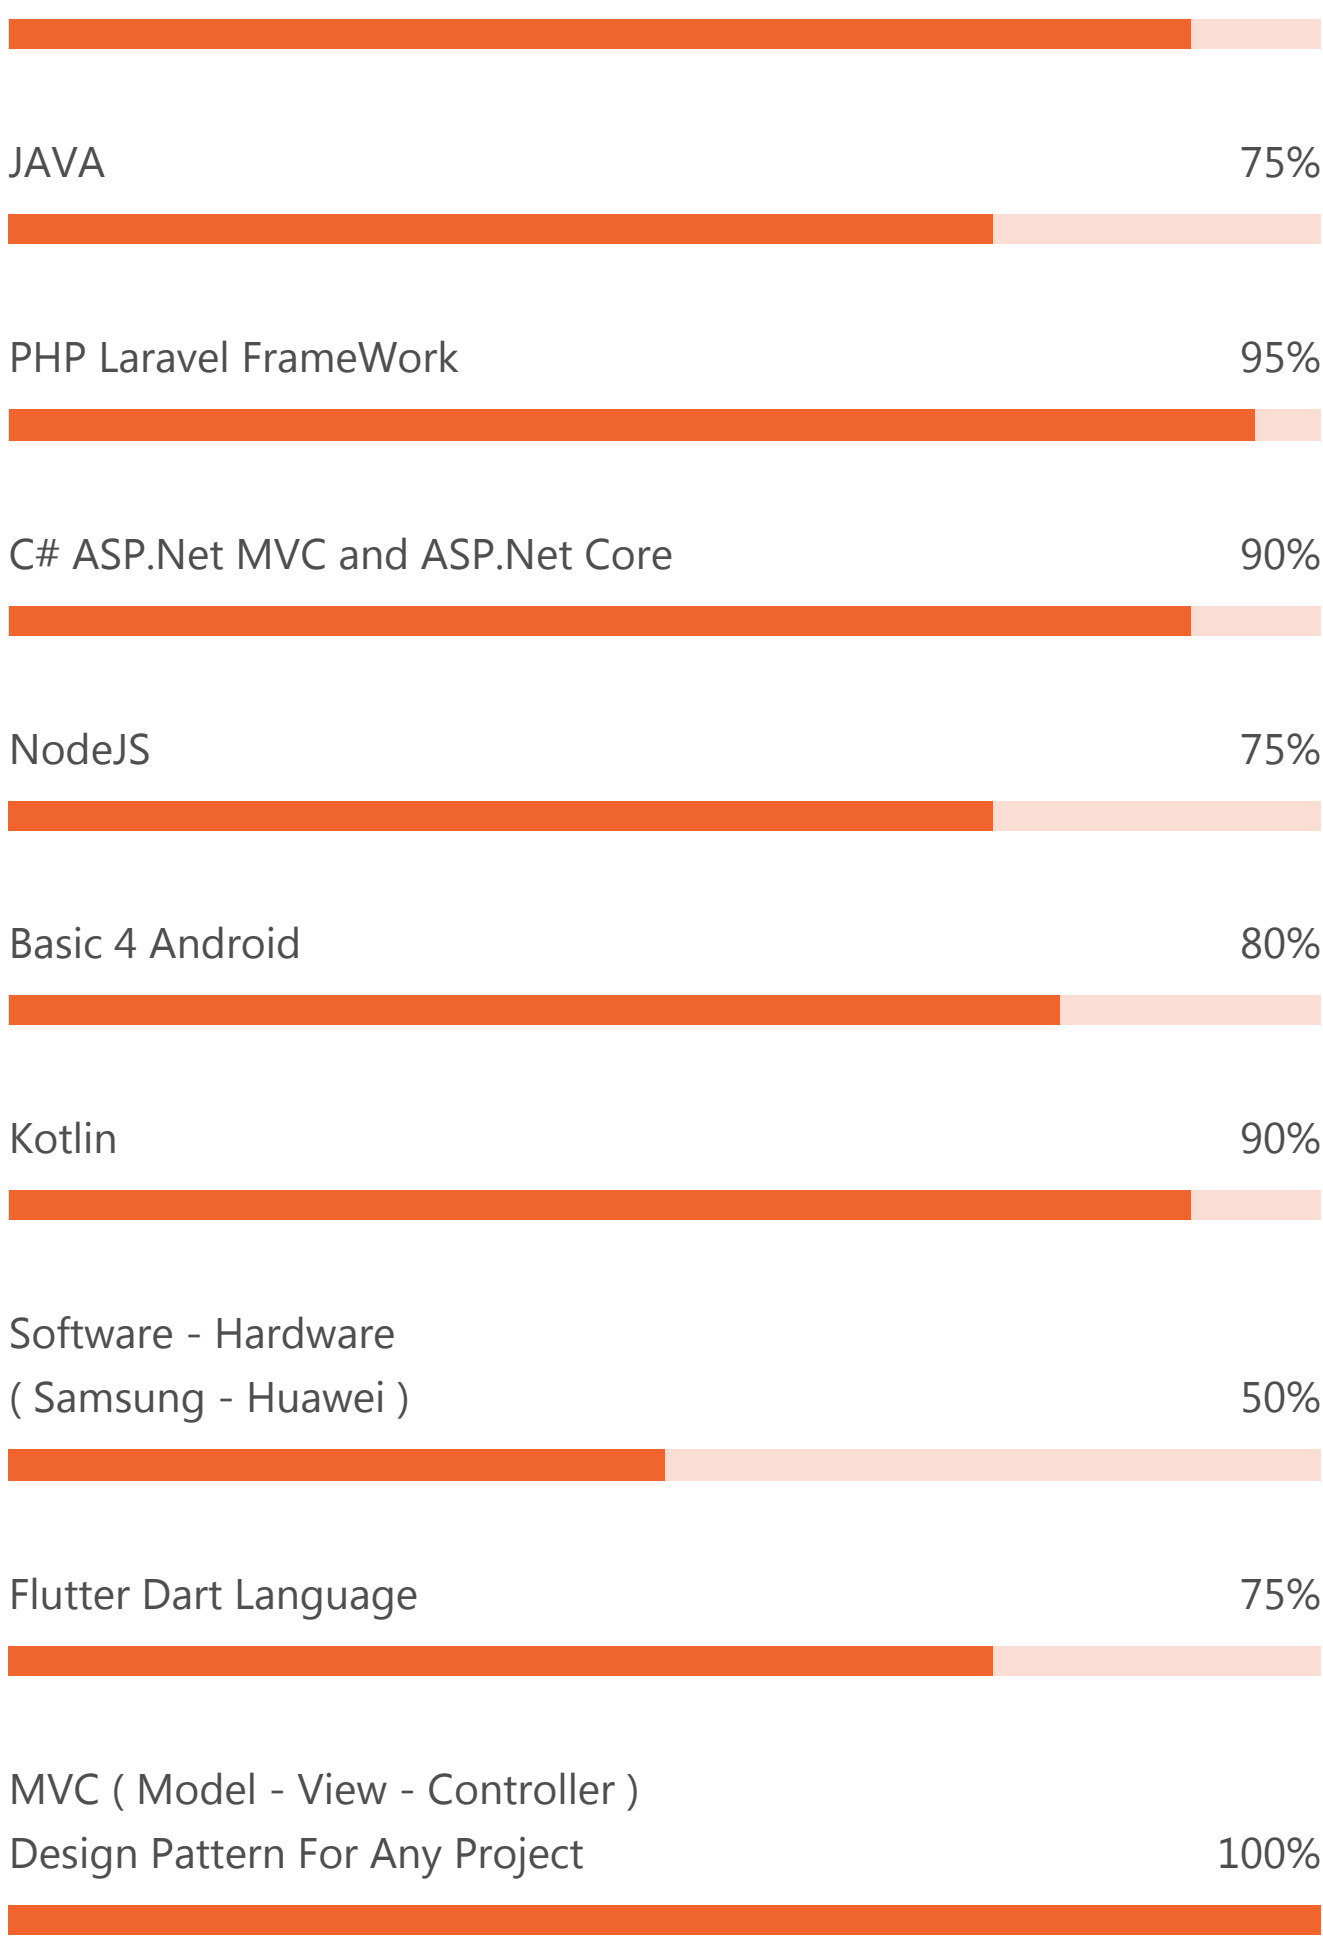 JAVA 75%
PHP Laravel FrameWork 95%
C# ASP.Net MVC and ASP.Net Core 90%
NodeJS 75%
Basic 4 Android 80%
Kotlin 90%
Software - Hardware
( Samsung - Huawei ) 50%
Flutter Dart Language 75%
MVC ( Model - View - Controller )
Design Pattern For Any Project 100%